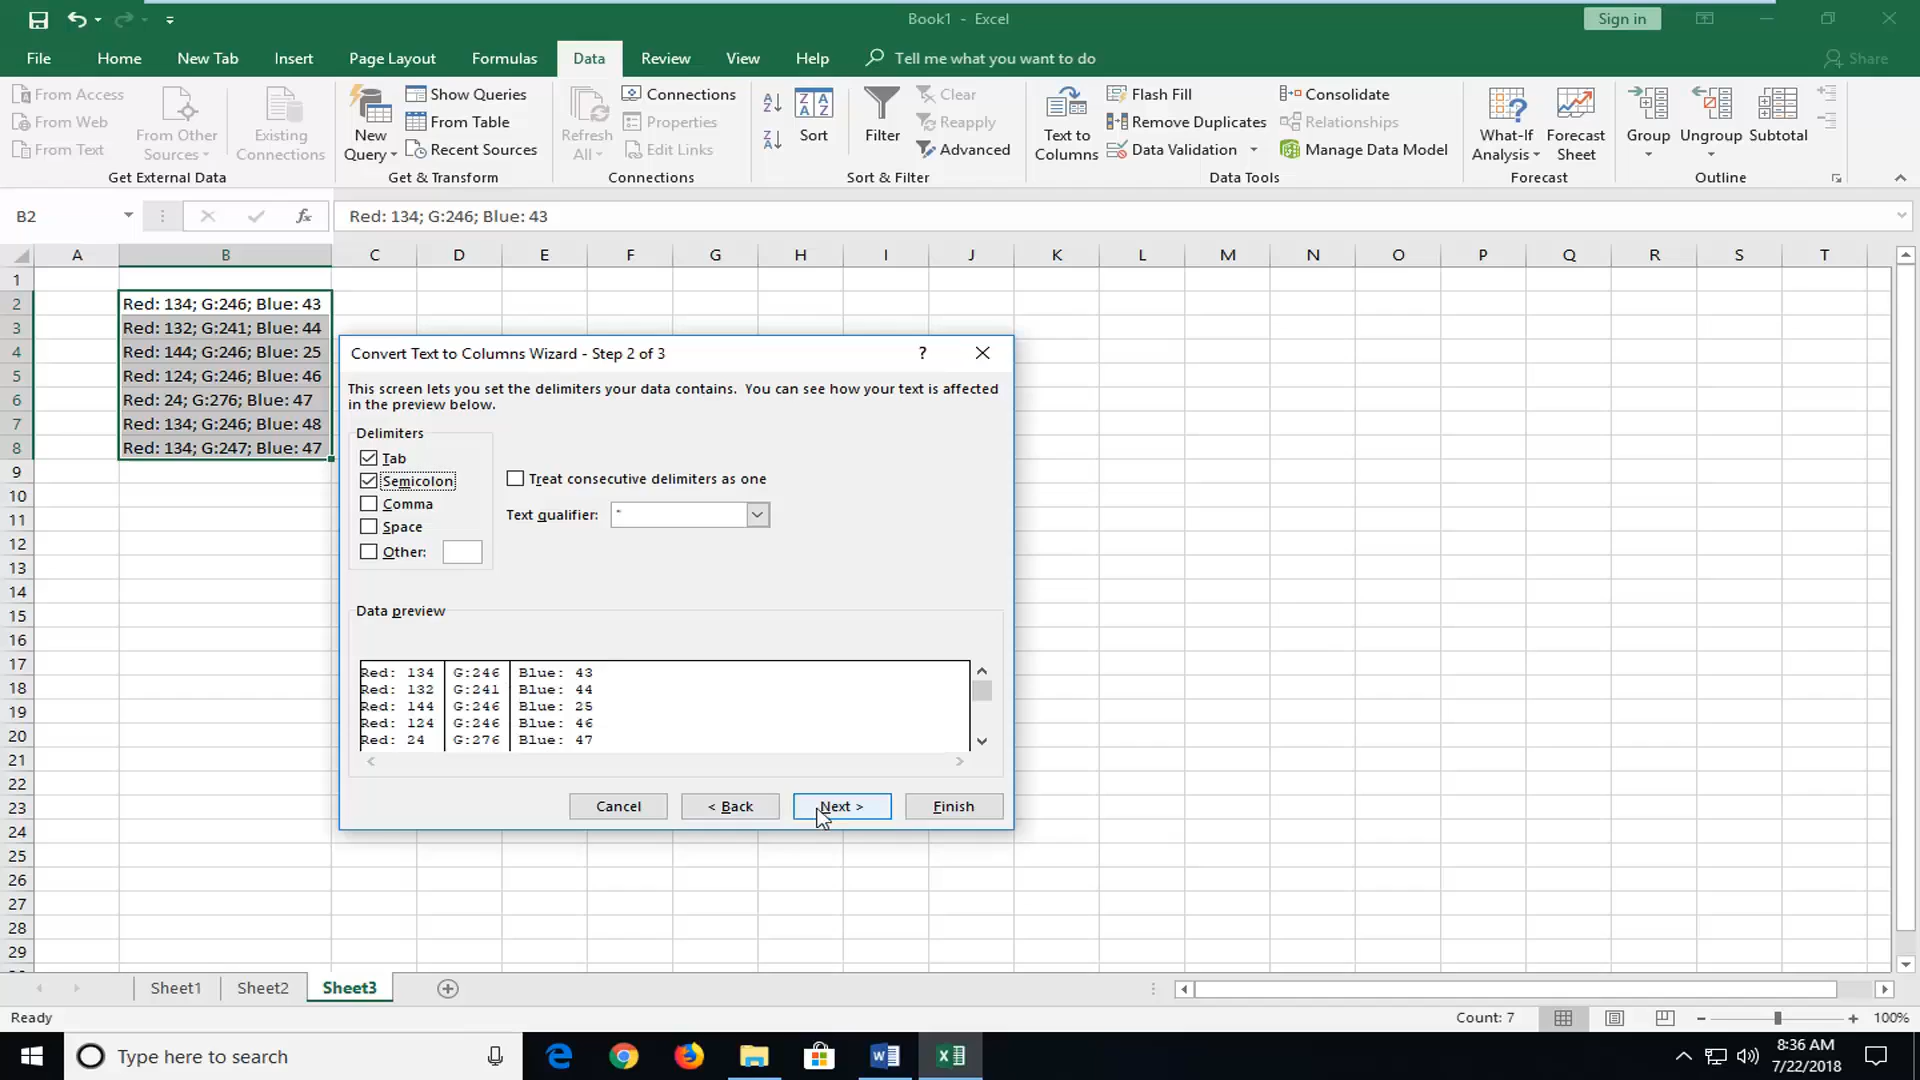 Book1 - Excel
Sign in
File Home New Tab Insert Page Layout Formulas Data Review View Help Tell me what you want to do Share
From Access
From Web
From Text
From Other Sources
Existing Connections
Get External Data
New Query
Show Queries
From Table
Recent Sources
Get & Transform
Refresh All
Connections
Properties
Edit Links
Connections
Sort
Filter
Clear
Reapply
Advanced
Sort & Filter
Text to Columns
Flash Fill
Remove Duplicates
Data Validation
Consolidate
Relationships
Manage Data Model
Data Tools
What-If Analysis
Forecast Sheet
Forecast
Group
Ungroup
Subtotal
Outline
B2 fx Red: 134; G:246; Blue: 43
A B C D E F G H I J K L M N O P Q R S T
1
2 Red: 134; G:246; Blue: 43
3 Red: 132; G:241; Blue: 44
4 Red: 144; G:246; Blue: 25
5 Red: 124; G:246; Blue: 46
6 Red: 24; G:276; Blue: 47
7 Red: 134; G:246; Blue: 48
8 Red: 134; G:247; Blue: 47
9
10
11
12
13
14
15
16
17
18
19
20
21
22
23
24
25
26
27
28
29
Convert Text to Columns Wizard - Step 2 of 3
?
This screen lets you set the delimiters your data contains. You can see how your text is affected
in the preview below.
Delimiters
Tab
Semicolon
Comma
Space
Other:
Treat consecutive delimiters as one
Text qualifier: "
Data preview
Red: 134 G:246 Blue: 43
Red: 132 G:241 Blue: 44
Red: 144 G:246 Blue: 25
Red: 124 G:246 Blue: 46
Red: 24 G:276 Blue: 47
Cancel < Back Next > Finish
Sheet1 Sheet2 Sheet3
Ready Count: 7 100%
Type here to search
8:36 AM
7/22/2018